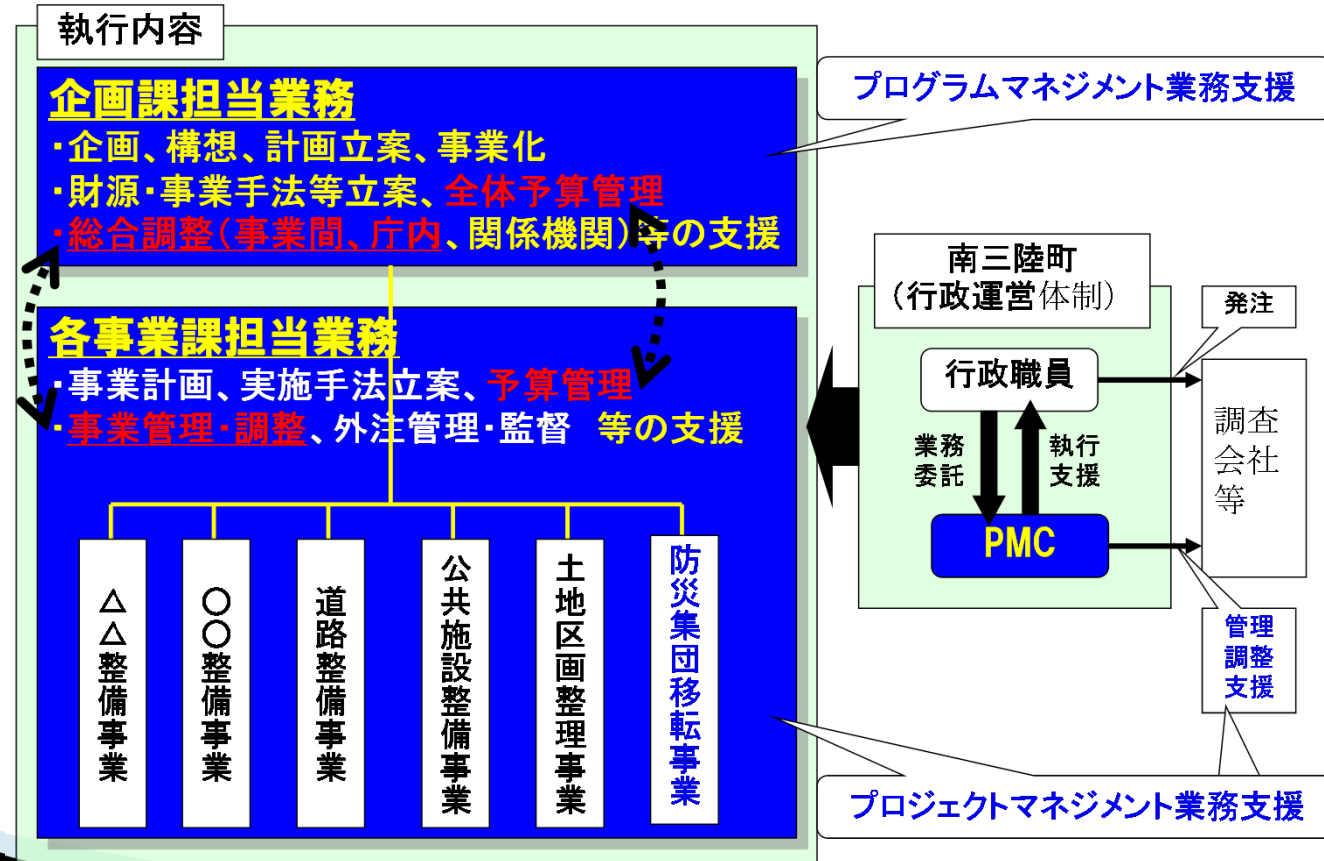 執行内容
企画課担当業務
・企画、構想、計画立案、事業化
・財源・事業手法等立案、全体予算管理
・総合調整(事業間、庁内、関係機関)等の支援
各事業課担当業務
・事業計画、実施手法立案、予算管理
・事業管理・調整、外注管理・監督 等の支援
△△整備事業
○○整備事業
道路整備事業
公共施設整備事業
土地区画整理事業
防災集団移転事業
プログラムマネジメント業務支援
南三陸町
(行政運営体制)
発注
行政職員
業務
委託
執行
支援
PMC
調査
会社
等
管理
調整
支援
プロジェクトマネジメント業務支援